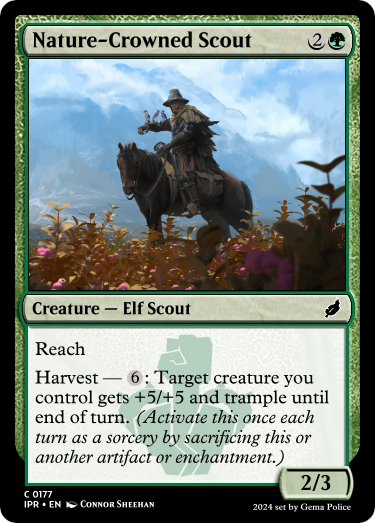 Nature-Crowned Scout 2
Creature — Elf Scout
Reach
Harvest — 6: Target creature you
control gets +5/+5 and trample until
end of turn. (Activate this once each
turn as a sorcery by sacrificing this or
another artifact or enchantment.)
2/3
C 0177
IPR • EN Connor Sheehan
2024 set by Gema Police